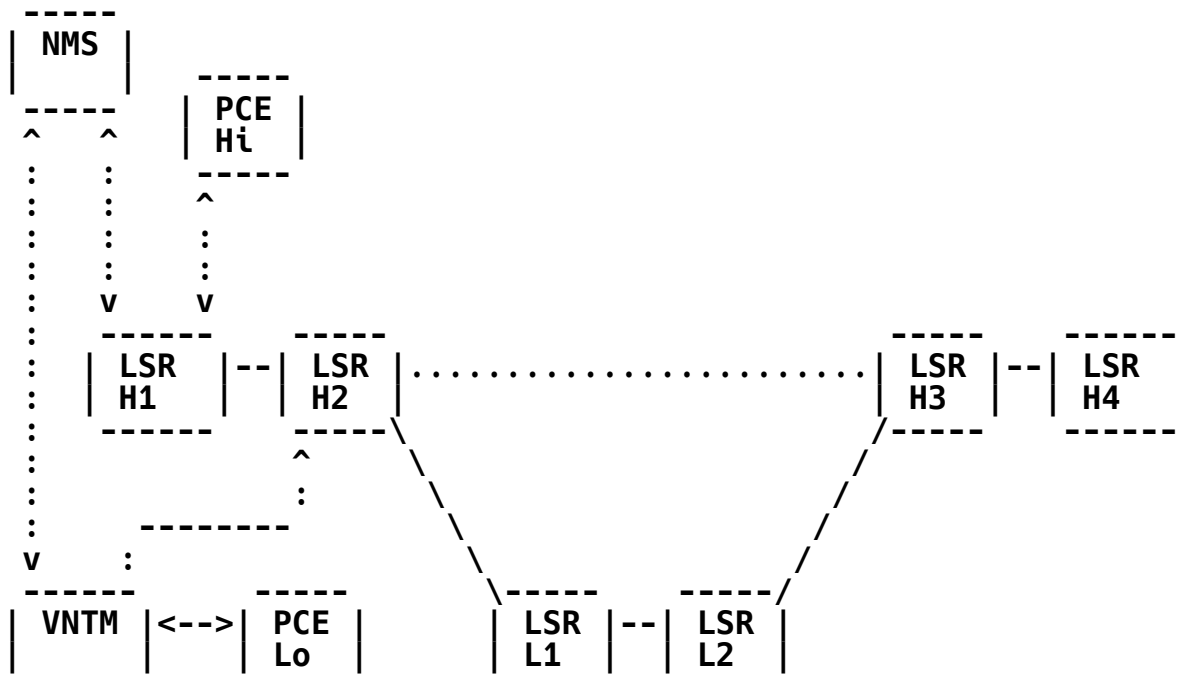 NMS
PCE
Hi
LSR LSR LSR LSR
H1 H2 H3 H4
VNTM PCE LSR LSR
Lo L1 L2